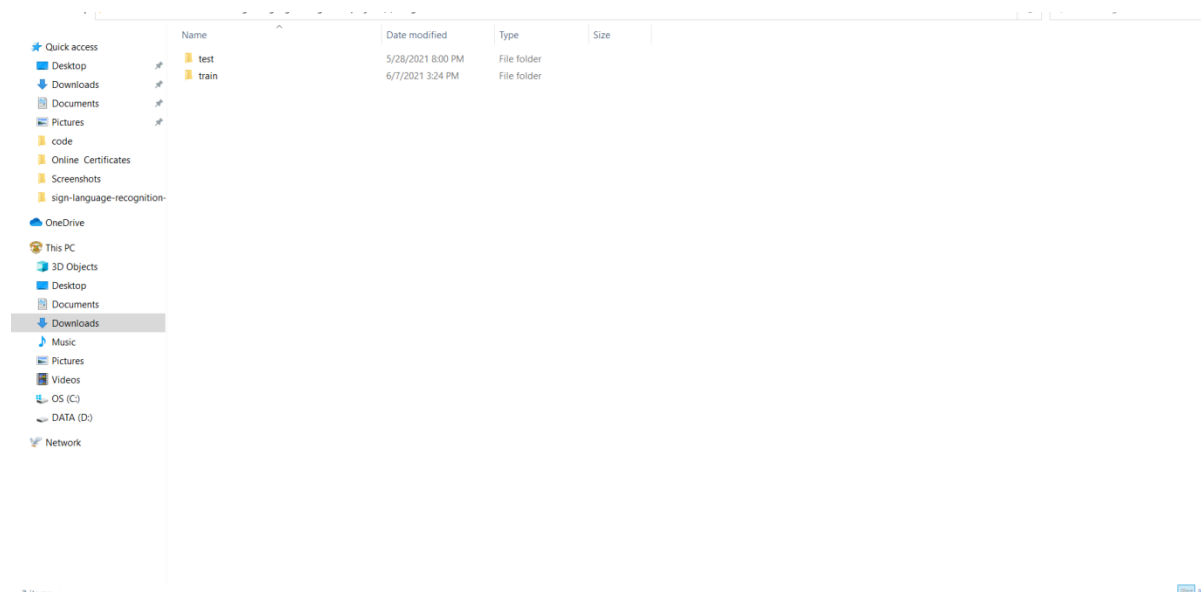 Name Date modified Type Size
test 5/28/2021 8:00 PM File folder
train 6/7/2021 3:24 PM File folder
Quick access
Desktop
Downloads
Documents
Pictures
code
Online Certificates
Screenshots
sign-language-recognition-
OneDrive
This PC
3D Objects
Desktop
Documents
Downloads
Music
Pictures
Videos
OS (C:)
DATA (D:)
Network